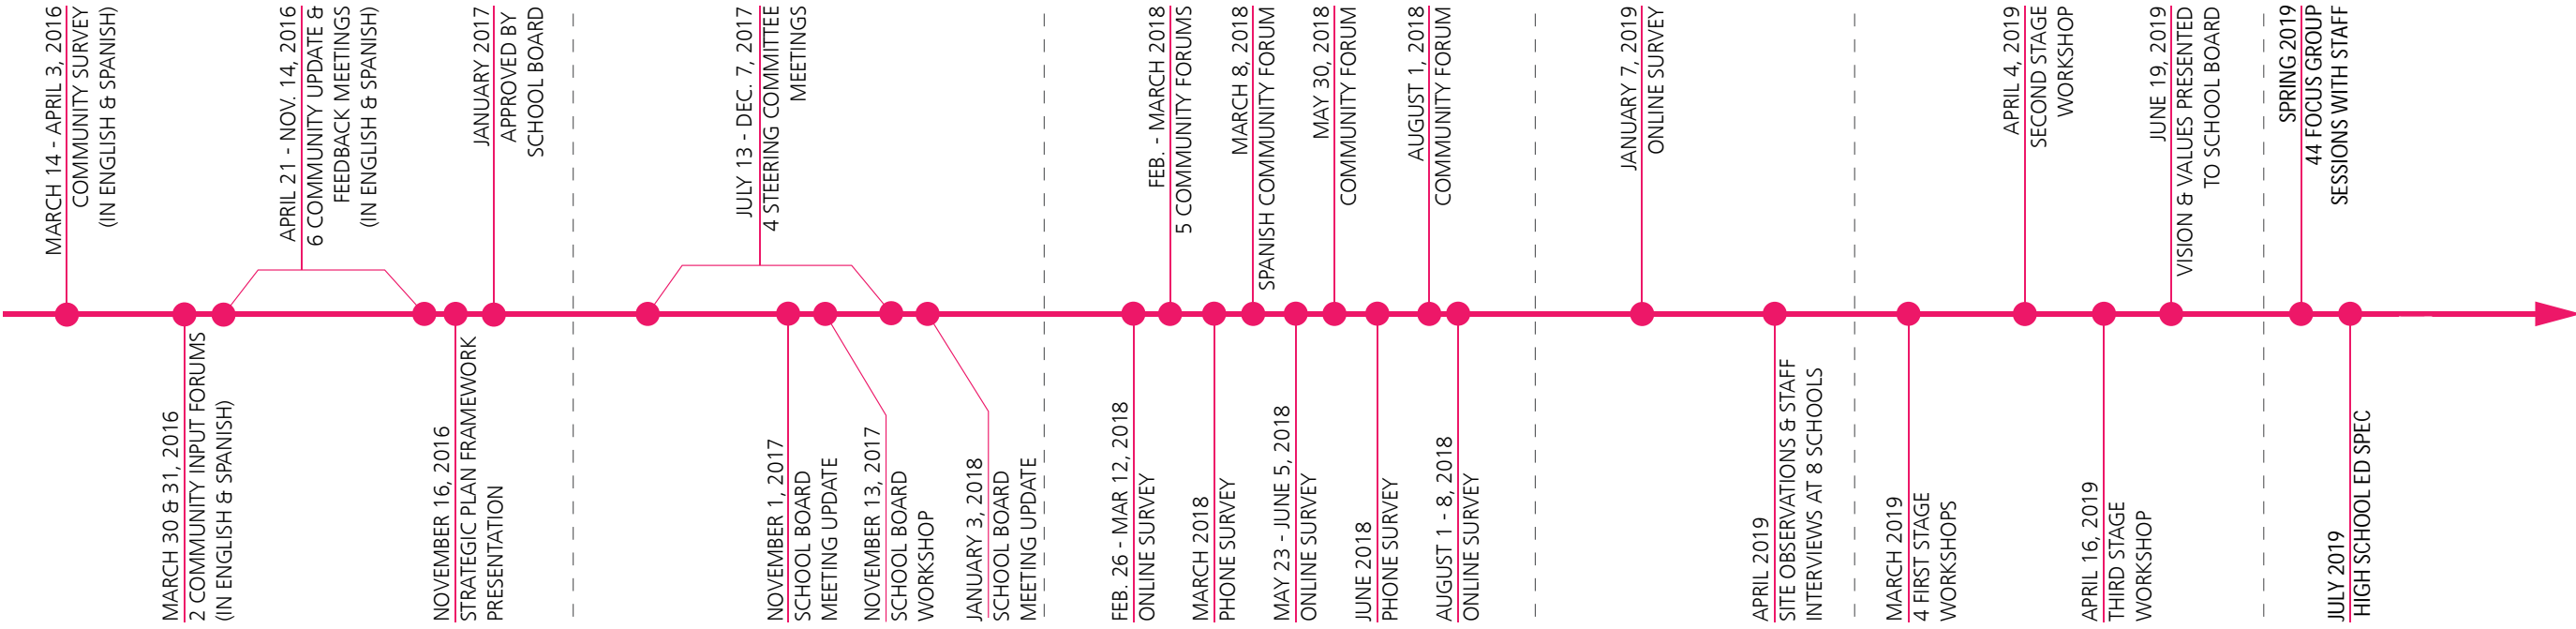 MARCH 14 - APRIL 3, 2016
COMMUNITY SURVEY
(IN ENGLISH & SPANISH)
MARCH 30 & 31, 2016
2 COMMUNITY INPUT FORUMS
(IN ENGLISH & SPANISH)
APRIL 21 - NOV. 14, 2016
6 COMMUNITY UPDATE &
FEEDBACK MEETINGS
(IN ENGLISH & SPANISH)
NOVEMBER 16, 2016
STRATEGIC PLAN FRAMEWORK
PRESENTATION
JANUARY 2017
APPROVED BY
SCHOOL BOARD
JULY 13 - DEC. 7, 2017
4 STEERING COMMITTEE
MEETINGS
NOVEMBER 1, 2017
SCHOOL BOARD
MEETING UPDATE
NOVEMBER 13, 2017
SCHOOL BOARD
WORKSHOP
JANUARY 3, 2018
SCHOOL BOARD
MEETING UPDATE
FEB. 26 - MAR 12, 2018
ONLINE SURVEY
FEB. - MARCH 2018
5 COMMUNITY FORUMS
MARCH 2018
PHONE SURVEY
MARCH 8, 2018
SPANISH COMMUNITY FORUM
MAY 23 - JUNE 5, 2018
ONLINE SURVEY
MAY 30, 2018
COMMUNITY FORUM
JUNE 2018
PHONE SURVEY
AUGUST 1, 2018
COMMUNITY FORUM
AUGUST 1 - 8, 2018
ONLINE SURVEY
JANUARY 7, 2019
ONLINE SURVEY
APRIL 2019
SITE OBSERVATIONS & STAFF
INTERVIEWS AT 8 SCHOOLS
MARCH 2019
4 FIRST STAGE
WORKSHOPS
APRIL 4, 2019
SECOND STAGE
WORKSHOP
APRIL 16, 2019
THIRD STAGE
WORKSHOP
JUNE 19, 2019
VISION & VALUES PRESENTED
TO SCHOOL BOARD
SPRING 2019
44 FOCUS GROUP
SESSIONS WITH STAFF
JULY 2019
HIGH SCHOOL ED SPEC